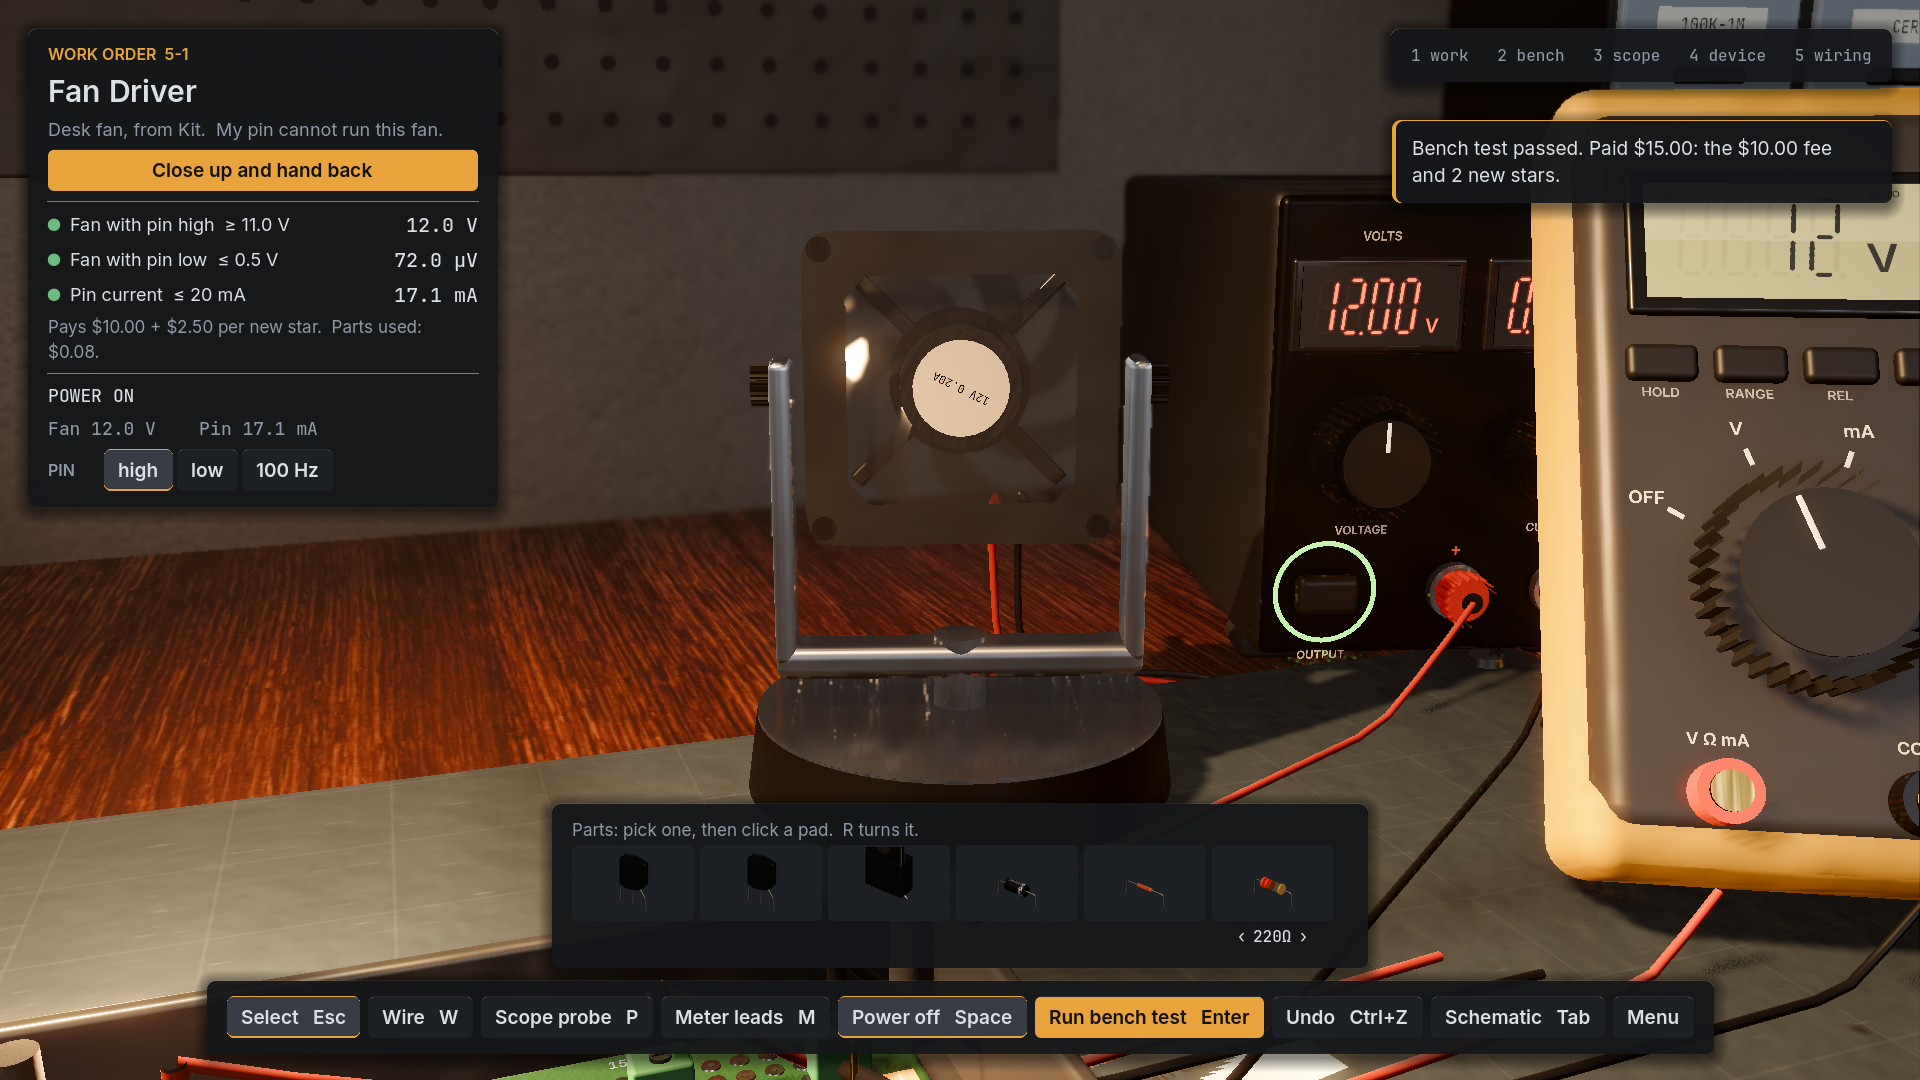 WORK ORDER 5-1
Fan Driver
Desk fan, from Kit. My pin cannot run this fan.
Close up and hand back
Fan with pin high ≥ 11.0 V 12.0 V
Fan with pin low ≤ 0.5 V 72.0 µV
Pin current ≤ 20 mA 17.1 mA
Pays $10.00 + $2.50 per new star. Parts used:
$0.08.
POWER ON
Fan 12.0 V Pin 17.1 mA
PIN high low 100 Hz
1 work 2 bench 3 scope 4 device 5 wiring
Bench test passed. Paid $15.00: the $10.00 fee
and 2 new stars.
100K-1M
CER
VOLTS
12.00 V
0.
VOLTAGE
OUTPUT
+
12V 0.20A
12 V
HOLD
RANGE
REL
V
mA
OFF
V Ω mA
Parts: pick one, then click a pad. R turns it.
‹ 220Ω ›
Select Esc
Wire W
Scope probe P
Meter leads M
Power off Space
Run bench test Enter
Undo Ctrl+Z
Schematic Tab
Menu
15